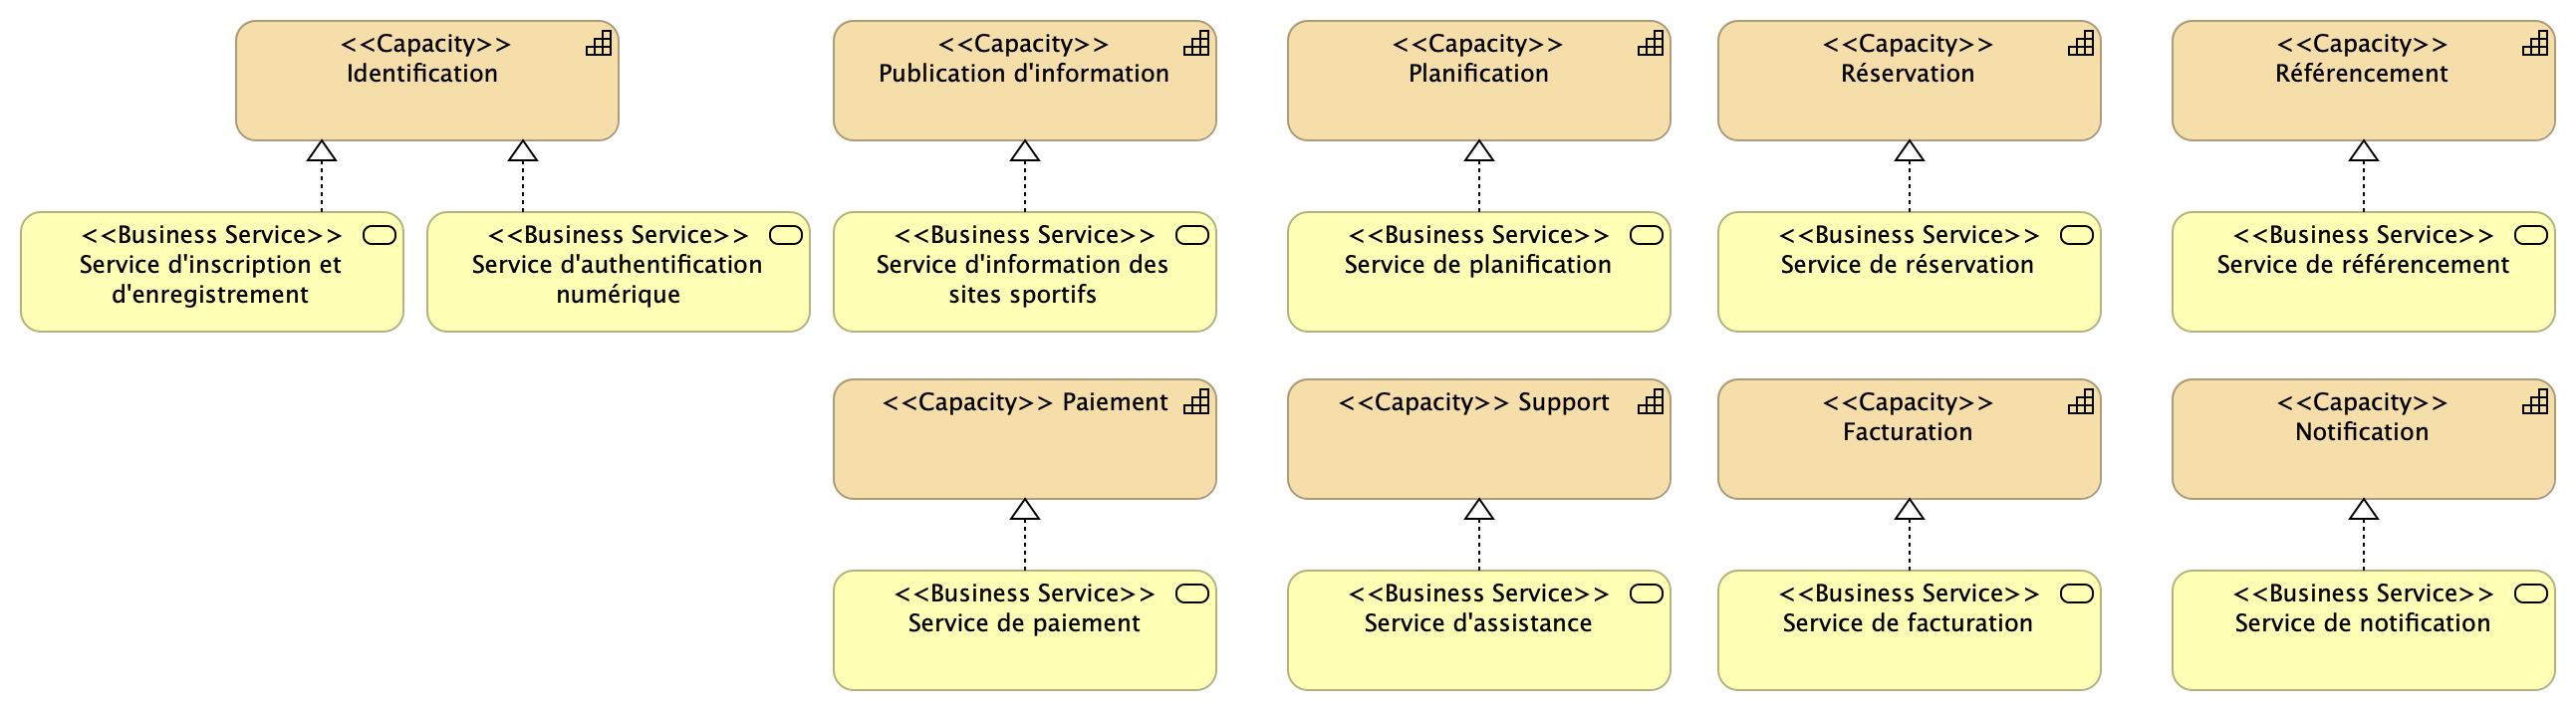 <<Capacity>>
Identification
<<Capacity>>
Publication d'information
<<Capacity>>
Planification
<<Capacity>>
Réservation
<<Capacity>>
Référencement
<<Business Service>>
Service d'inscription et
d'enregistrement
<<Business Service>>
Service d'authentification
numérique
<<Business Service>>
Service d'information des
sites sportifs
<<Business Service>>
Service de planification
<<Business Service>>
Service de réservation
<<Business Service>>
Service de référencement
<<Capacity>> Paiement
<<Capacity>> Support
<<Capacity>>
Facturation
<<Capacity>>
Notification
<<Business Service>>
Service de paiement
<<Business Service>>
Service d'assistance
<<Business Service>>
Service de facturation
<<Business Service>>
Service de notification